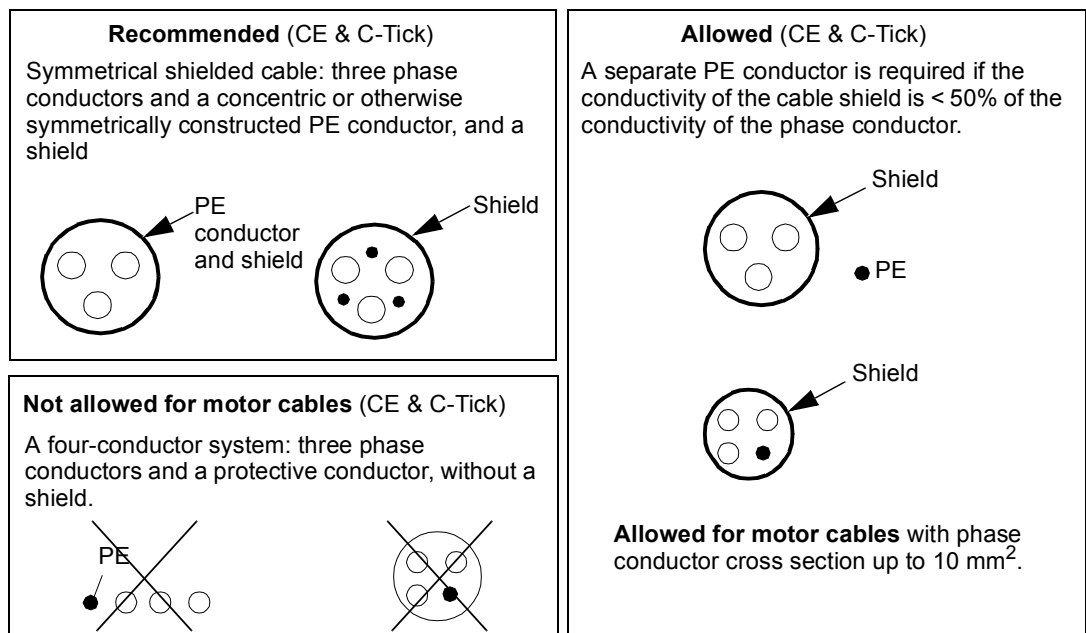 Recommended (CE & C-Tick)
Symmetrical shielded cable: three phase
conductors and a concentric or otherwise
symmetrically constructed PE conductor, and a
shield
PE
conductor
and shield
Shield
Not allowed for motor cables (CE & C-Tick)
A four-conductor system: three phase
conductors and a protective conductor, without a
shield.
PE
Allowed (CE & C-Tick)
A separate PE conductor is required if the
conductivity of the cable shield is < 50% of the
conductivity of the phase conductor.
Shield
PE
Shield
Allowed for motor cables with phase
conductor cross section up to 10 mm².